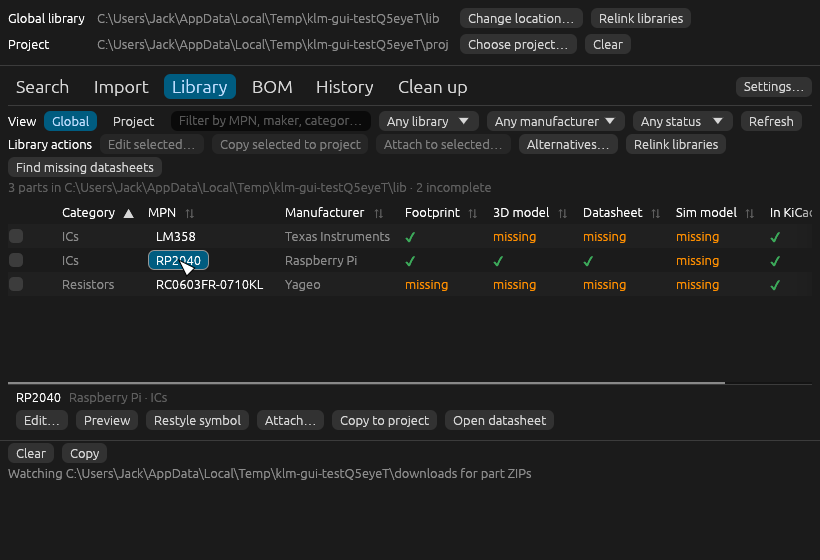 Global library C:\Users\Jack\AppData\Local\Temp\klm-gui-testQ5eyeT\lib Change location… Relink libraries
Project C:\Users\Jack\AppData\Local\Temp\klm-gui-testQ5eyeT\proj Choose project… Clear
Search Import Library BOM History Clean up Settings…
View Global Project Filter by MPN, maker, categor… Any library Any manufacturer Any status Refresh
Library actions Edit selected… Copy selected to project Attach to selected… Alternatives… Relink libraries
Find missing datasheets
3 parts in C:\Users\Jack\AppData\Local\Temp\klm-gui-testQ5eyeT\lib · 2 incomplete
Category MPN Manufacturer Footprint 3D model Datasheet Sim model In KiCad
ICs LM358 Texas Instruments ✓ missing missing missing ✓
ICs RP2040 Raspberry Pi ✓ ✓ ✓ missing ✓
Resistors RC0603FR-0710KL Yageo missing missing missing missing ✓
RP2040 Raspberry Pi · ICs
Edit… Preview Restyle symbol Attach… Copy to project Open datasheet
Clear Copy
Watching C:\Users\Jack\AppData\Local\Temp\klm-gui-testQ5eyeT\downloads for part ZIPs